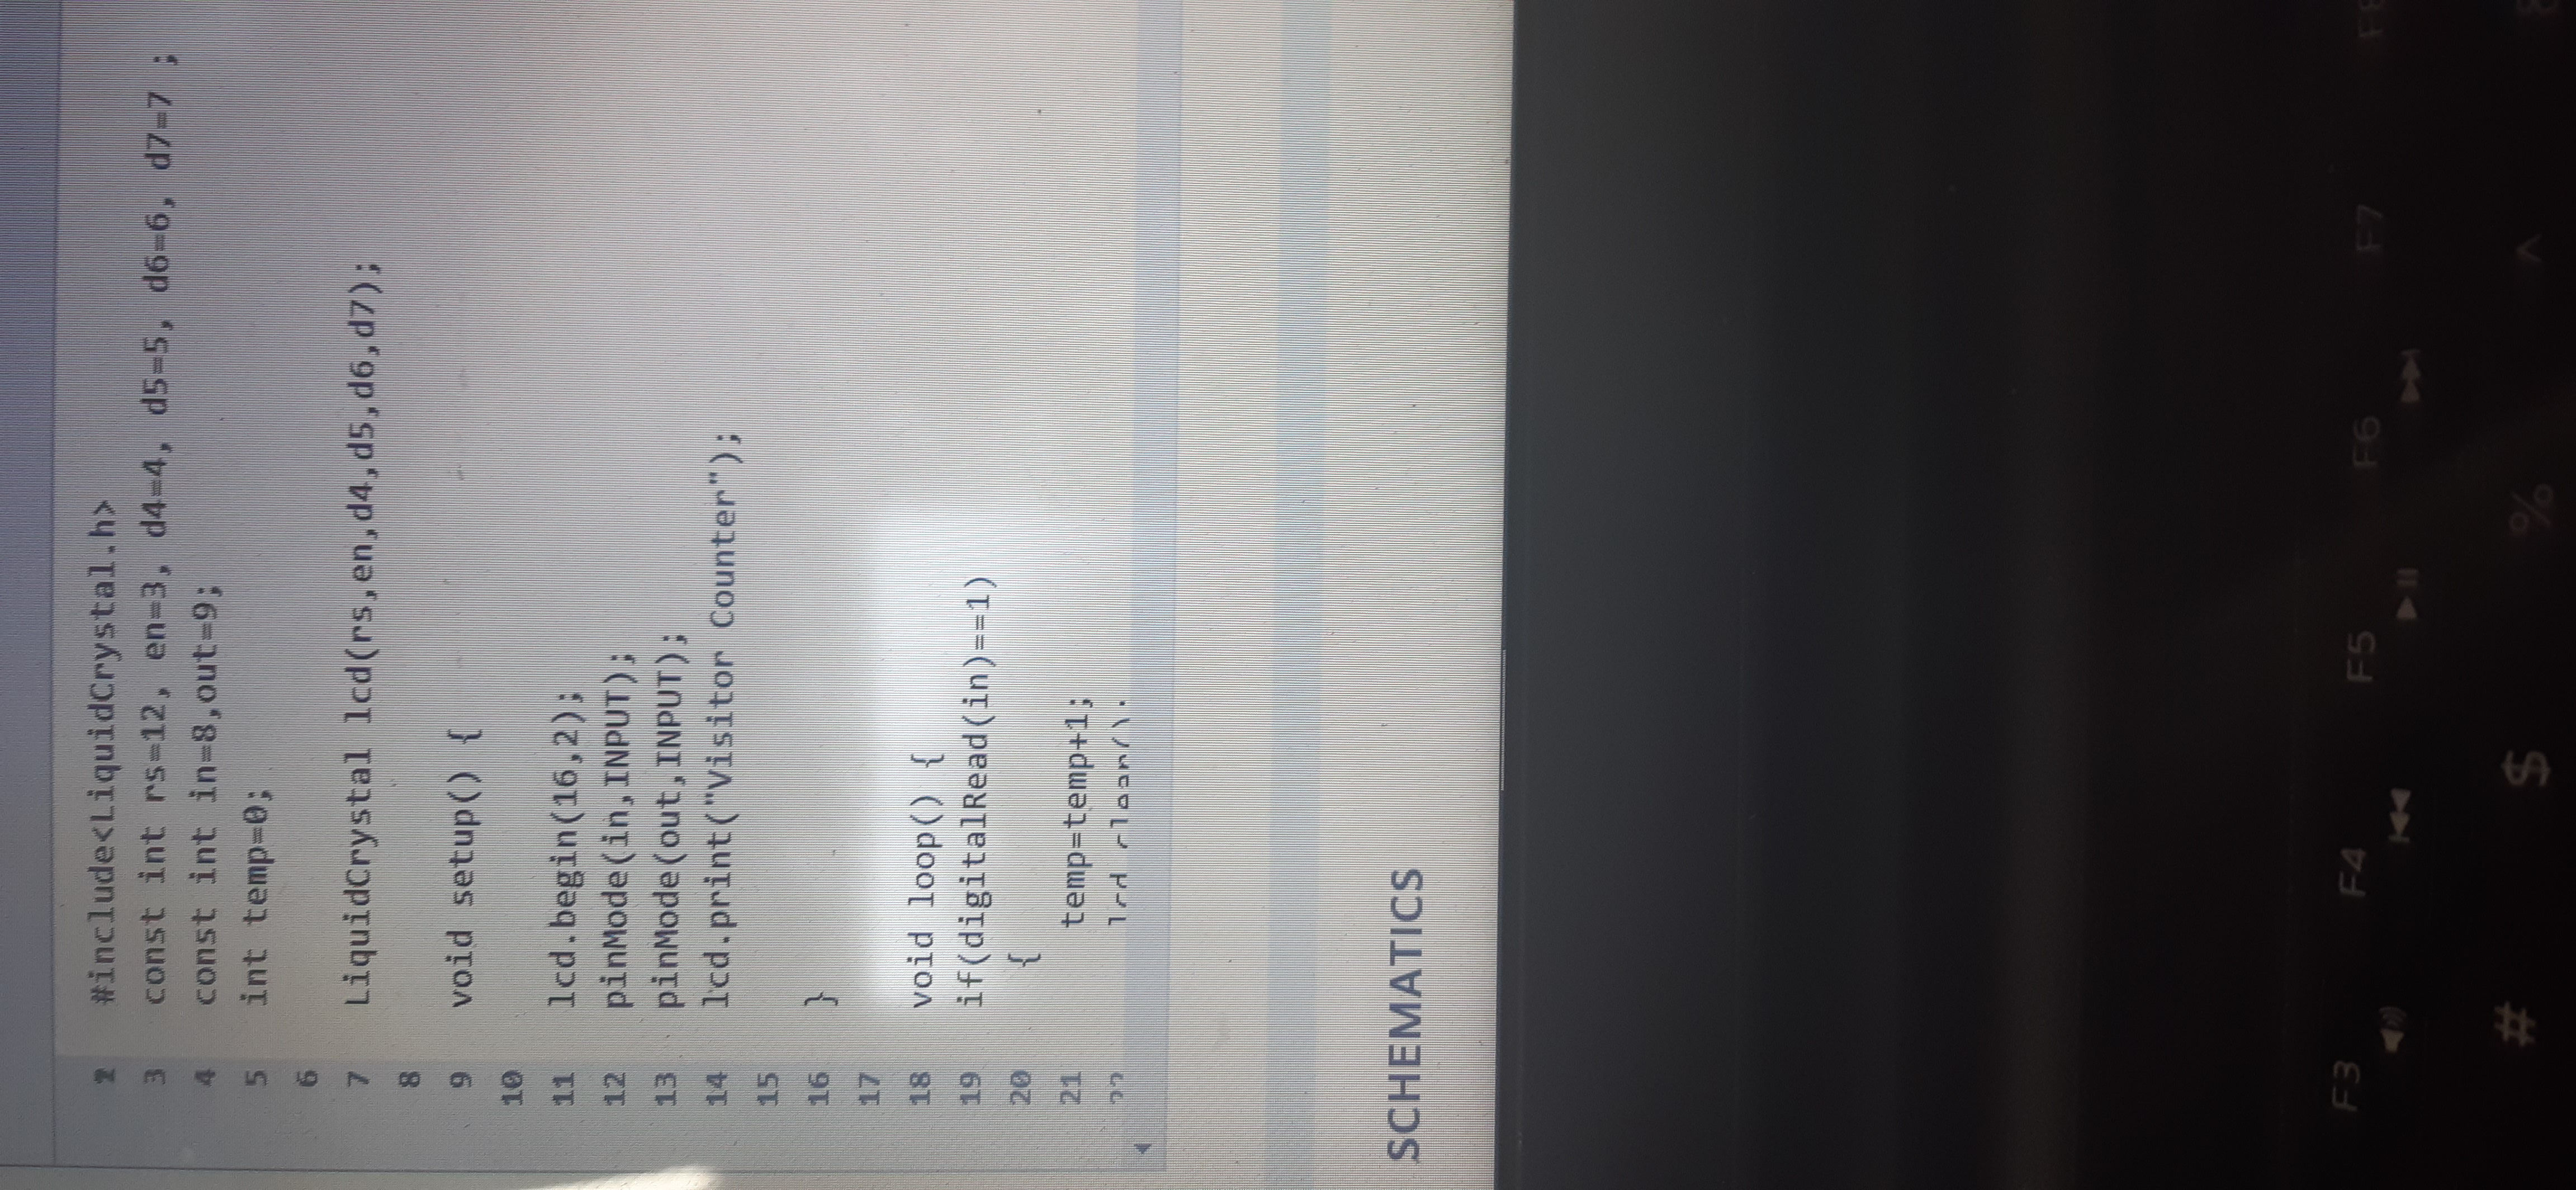 2 #include<LiquidCrystal.h>
3 const int rs=12, en=3, d4=4, d5=5, d6=6, d7=7 ;
4 const int in=8,out=9;
5 int temp=0;
6
7 LiquidCrystal lcd(rs,en,d4,d5,d6,d7);
8
9 void setup() {
10
11 lcd.begin(16,2);
12 pinMode(in,INPUT);
13 pinMode(out,INPUT);
14 lcd.print("Visitor Counter");
15
16 }
17
18 void loop() {
19 if(digitalRead(in)==1)
20 {
21 temp=temp+1;
22 lcd.clear();
SCHEMATICS
F3 F4 F5 F6 F7
# $ % ^